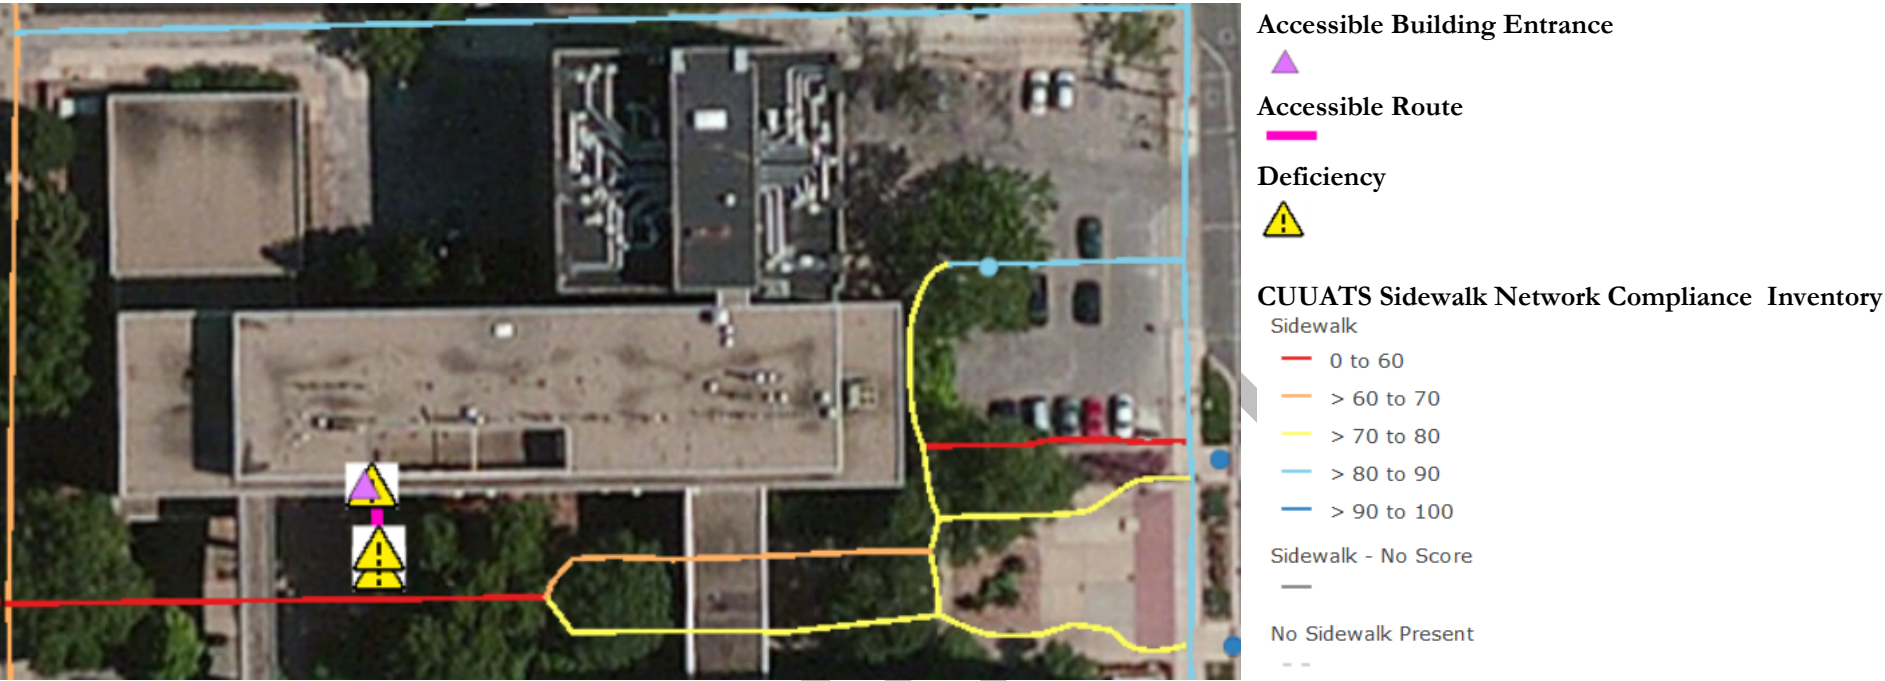 Accessible Building Entrance
Accessible Route
Deficiency
CUUATS Sidewalk Network Compliance Inventory
Sidewalk
0 to 60
> 60 to 70
> 70 to 80
> 80 to 90
> 90 to 100
Sidewalk - No Score
No Sidewalk Present